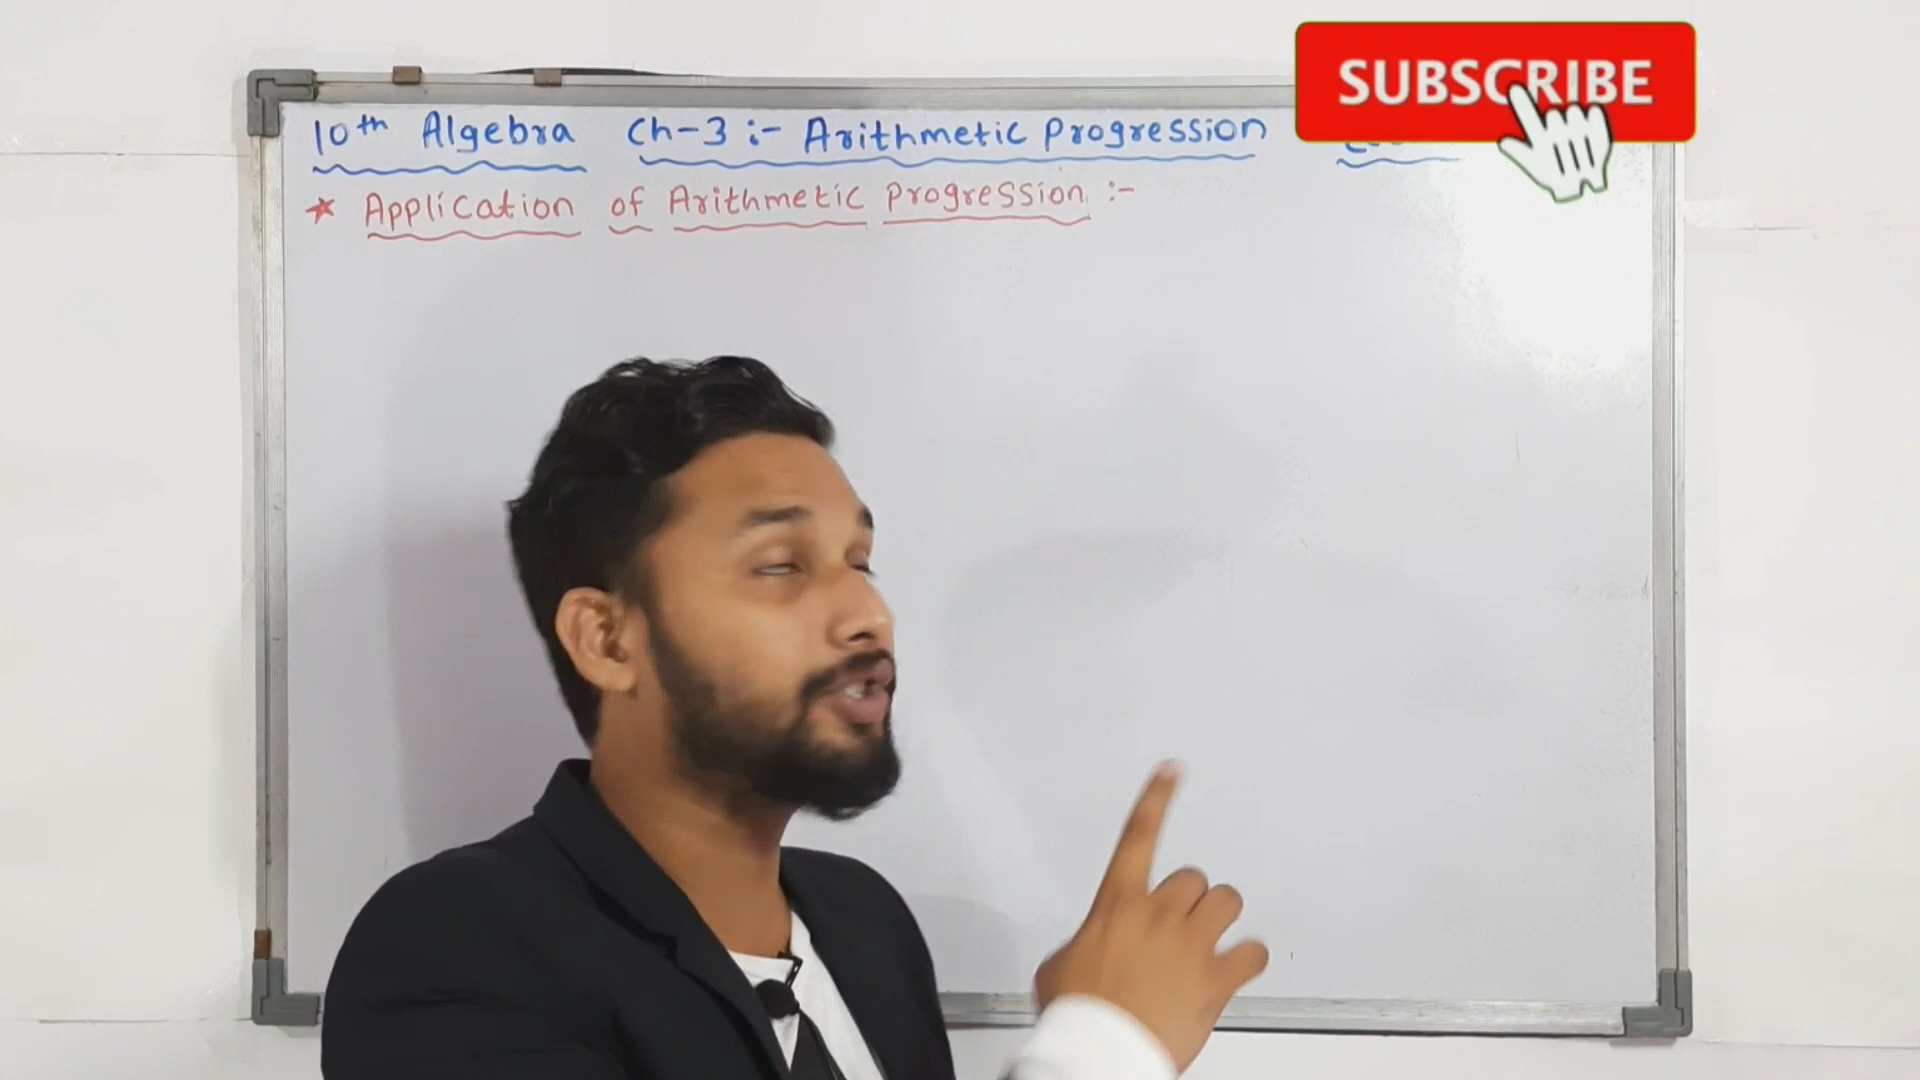 SUBSCRIBE
10th Algebra Ch-3 :- Arithmetic Progression
* Application of Arithmetic Progression :-